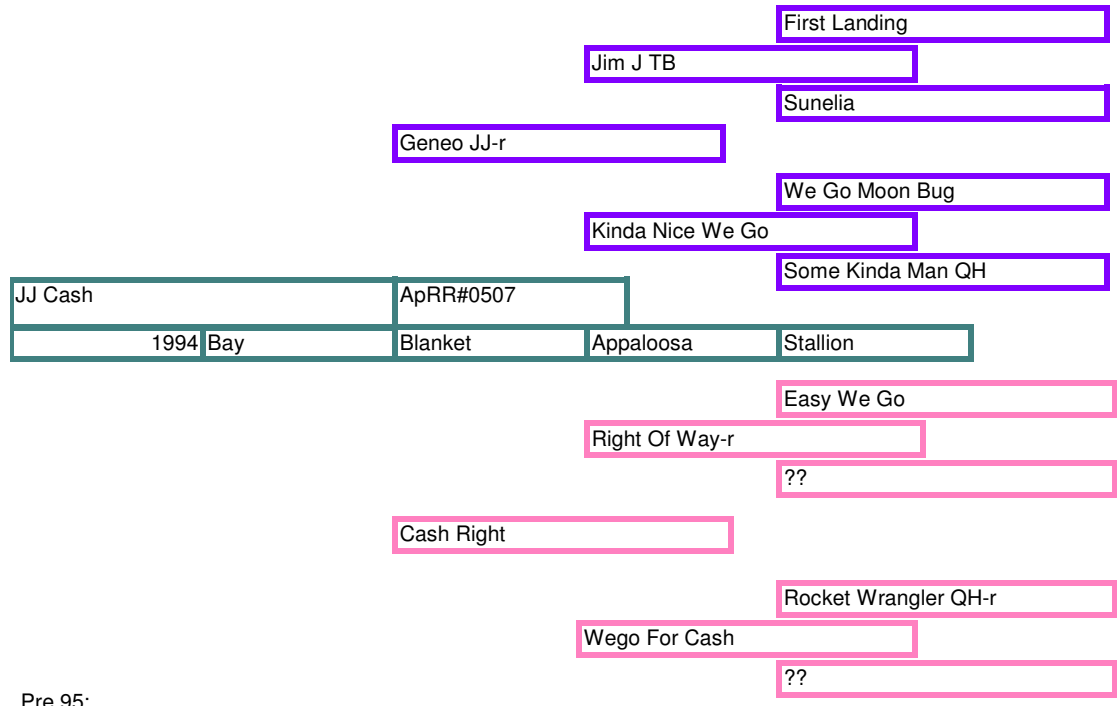 First Landing
Jim J TB
Sunelia
Geneo JJ-r
We Go Moon Bug
Kinda Nice We Go
Some Kinda Man QH
JJ Cash ApRR#0507
1994 Bay Blanket Appaloosa Stallion
Easy We Go
Right Of Way-r
??
Cash Right
Rocket Wrangler QH-r
Wego For Cash
??
Pre 95: